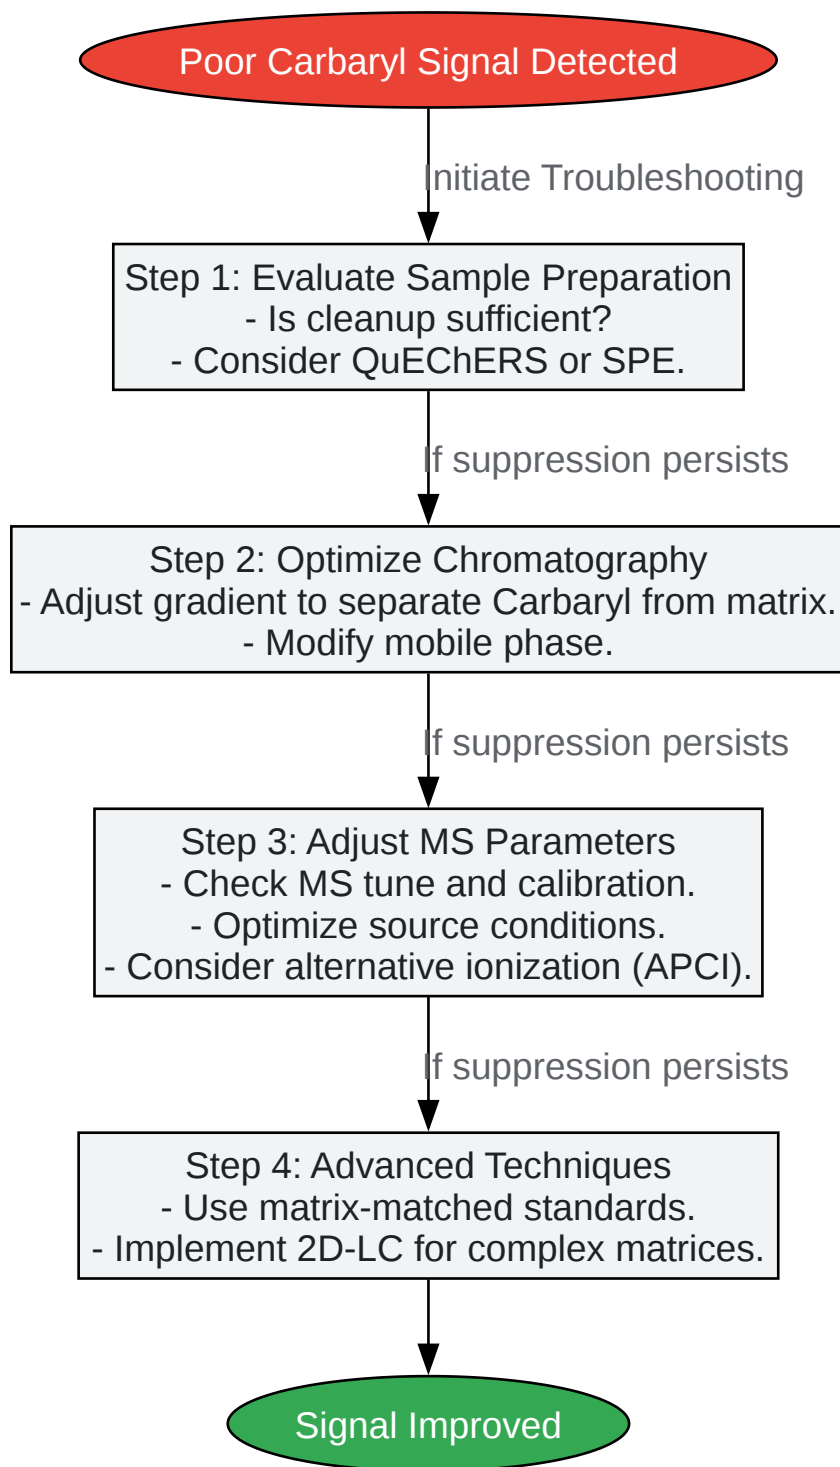 Poor Carbaryl Signal Detected
Initiate Troubleshooting
Step 1: Evaluate Sample Preparation
- Is cleanup sufficient?
- Consider QuEChERS or SPE.
If suppression persists
Step 2: Optimize Chromatography
- Adjust gradient to separate Carbaryl from matrix.
- Modify mobile phase.
If suppression persists
Step 3: Adjust MS Parameters
- Check MS tune and calibration.
- Optimize source conditions.
- Consider alternative ionization (APCI).
If suppression persists
Step 4: Advanced Techniques
- Use matrix-matched standards.
- Implement 2D-LC for complex matrices.
Signal Improved